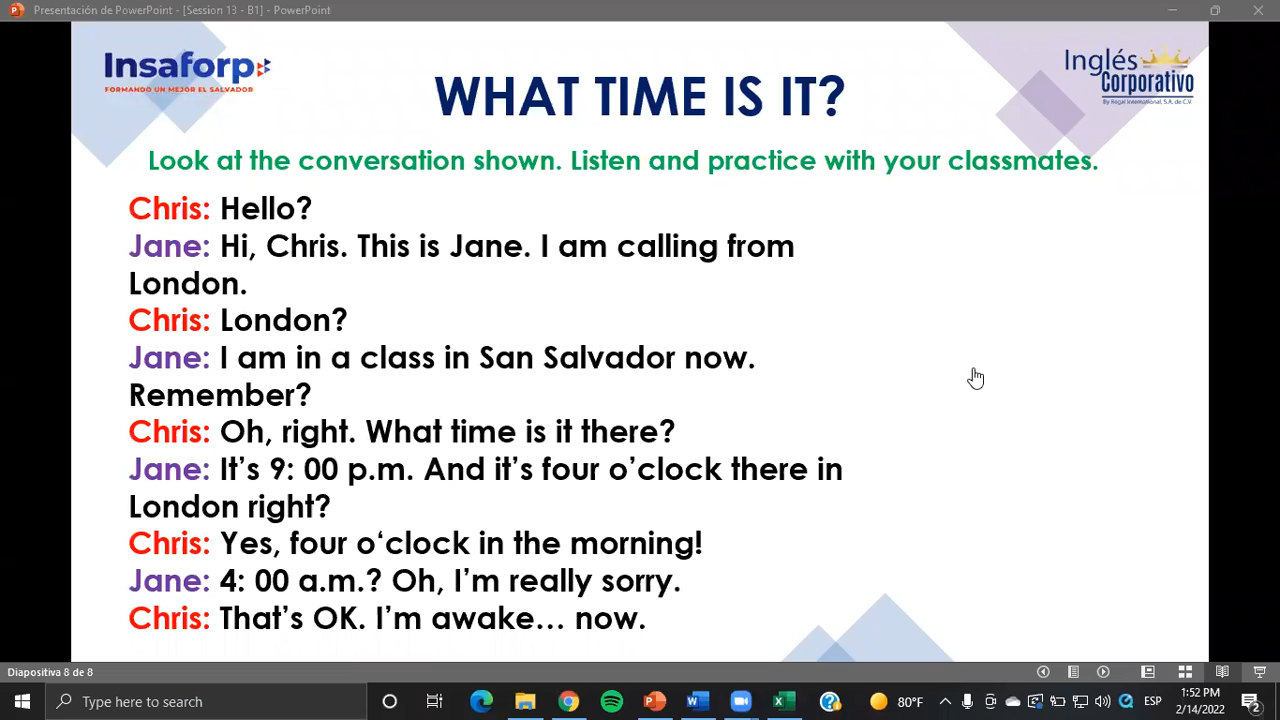 Presentación de PowerPoint - [Session 13 - B1] - PowerPoint
Insaforp
FORMANDO UN MEJOR EL SALVADOR
Inglés
Corporativo
By Regar International, S.A. de C.V.
WHAT TIME IS IT?
Look at the conversation shown. Listen and practice with your classmates.
Chris: Hello?
Jane: Hi, Chris. This is Jane. I am calling from
London.
Chris: London?
Jane: I am in a class in San Salvador now.
Remember?
Chris: Oh, right. What time is it there?
Jane: It’s 9: 00 p.m. And it’s four o’clock there in
London right?
Chris: Yes, four o‘clock in the morning!
Jane: 4: 00 a.m.? Oh, I’m really sorry.
Chris: That’s OK. I’m awake… now.
Diapositiva 8 de 8
Type here to search
80°F
ESP
1:52 PM
2/14/2022
2